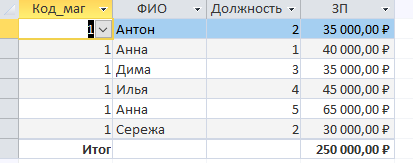 Код_маг ФИО Должность ЗП
1 Антон 2 35 000,00 ₽
1 Анна 1 40 000,00 ₽
1 Дима 3 35 000,00 ₽
1 Илья 4 45 000,00 ₽
1 Анна 5 65 000,00 ₽
1 Сережа 2 30 000,00 ₽
Итог 250 000,00 ₽